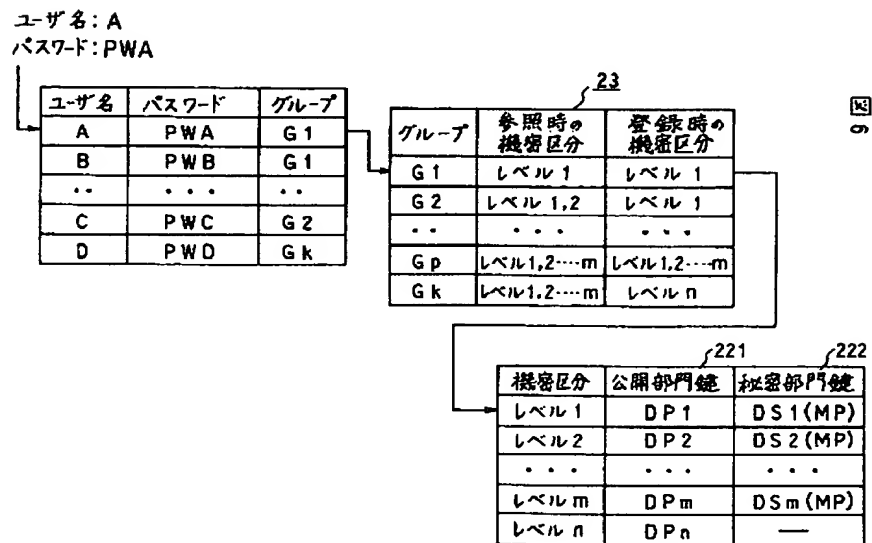 ユーザ名: A
パスワード: PWA
ユーザ名 パスワード グループ
A PWA G1
B PWB G1
‥ ・・・ ‥
C PWC G2
D PWD Gk
23
グループ 参照時の機密区分 登録時の機密区分
G1 レベル1 レベル1
G2 レベル1,2 レベル1
‥ ・・・ ・・・
Gp レベル1,2‥‥m レベル1,2‥‥m
Gk レベル1,2‥‥m レベルn
図6
221 222
機密区分 公開部門鍵 秘密部門鍵
レベル1 DP1 DS1(MP)
レベル2 DP2 DS2(MP)
・・・ ・・・ ・・・
レベルm DPm DSm(MP)
レベルn DPn —